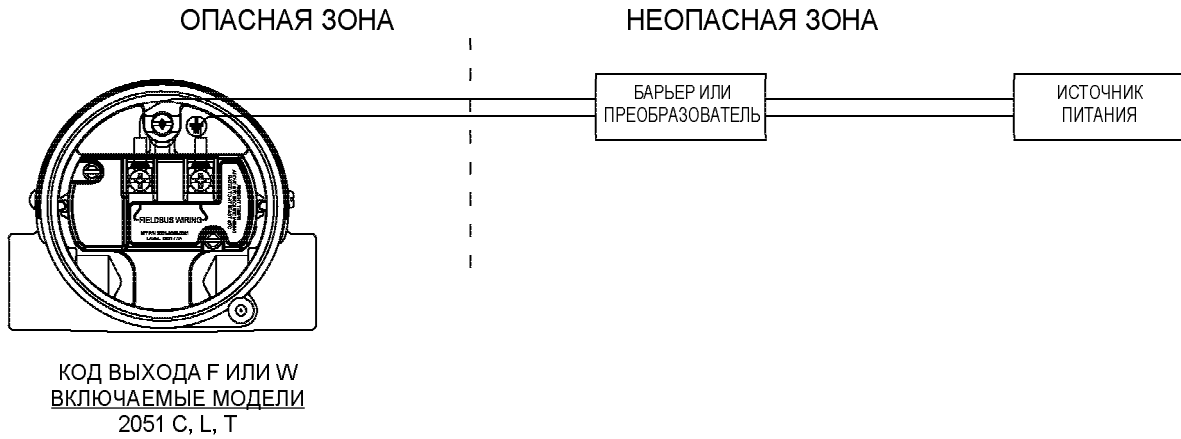 ОПАСНАЯ ЗОНА
НЕОПАСНАЯ ЗОНА
БАРЬЕР ИЛИ
ПРЕОБРАЗОВАТЕЛЬ
ИСТОЧНИК
ПИТАНИЯ
FIELDBUS WIRING
КОД ВЫХОДА F ИЛИ W
ВКЛЮЧАЕМЫЕ МОДЕЛИ
2051 C, L, T